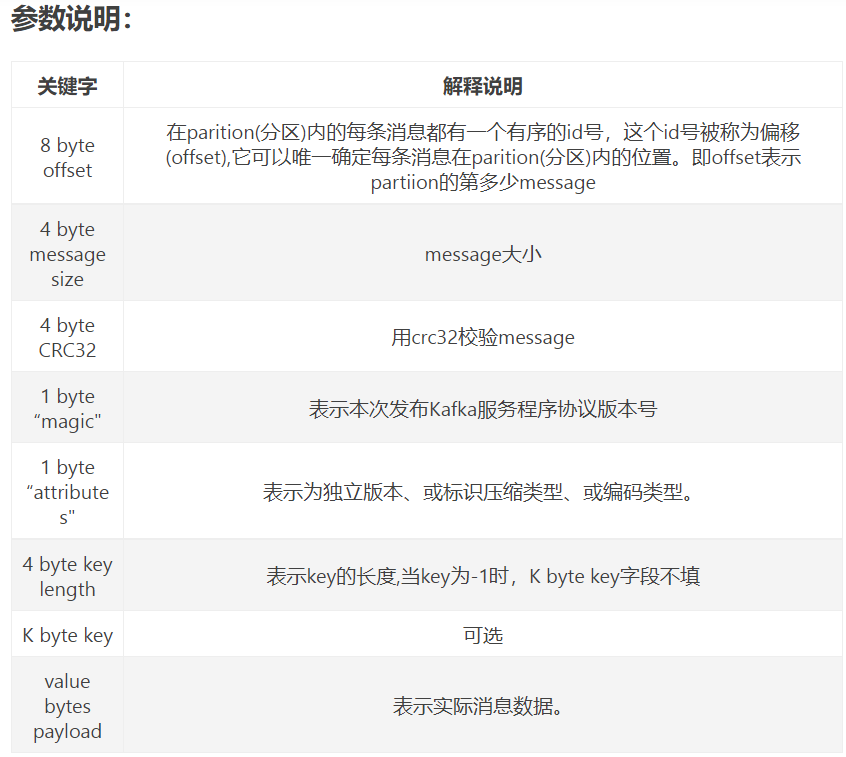 参数说明：
关键字
解释说明
8 byte
offset
在parition(分区)内的每条消息都有一个有序的id号，这个id号被称为偏移
(offset),它可以唯一确定每条消息在parition(分区)内的位置。即offset表示
partiion的第多少message
4 byte
message
size
message大小
4 byte
CRC32
用crc32校验message
1 byte
“magic"
表示本次发布Kafka服务程序协议版本号
1 byte
“attribute
s"
表示为独立版本、或标识压缩类型、或编码类型。
4 byte key
length
表示key的长度,当key为-1时，K byte key字段不填
K byte key
可选
value
bytes
payload
表示实际消息数据。